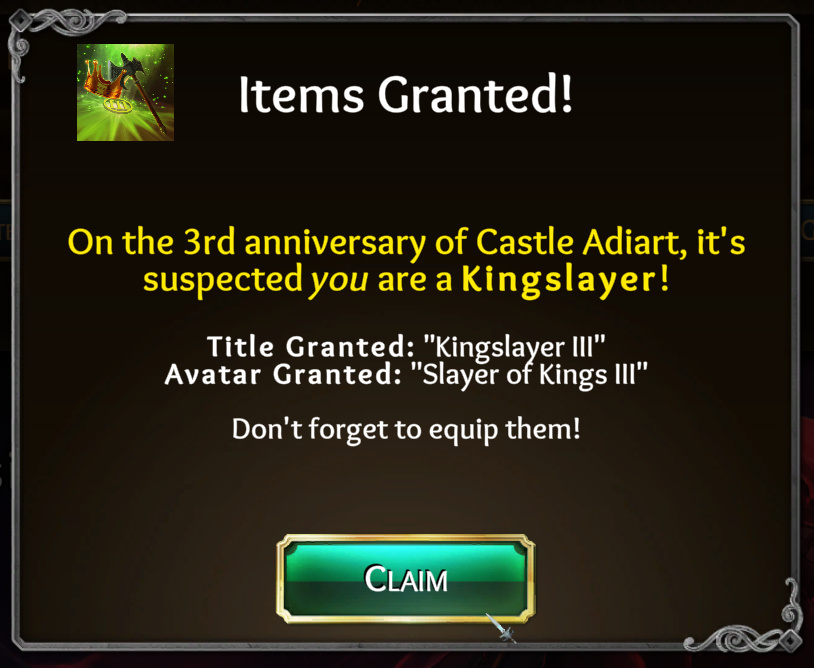 Items Granted!
On the 3rd anniversary of Castle Adiart, it's
suspected you are a Kingslayer!
Title Granted: "Kingslayer III"
Avatar Granted: "Slayer of Kings III"
Don't forget to equip them!
CLAIM